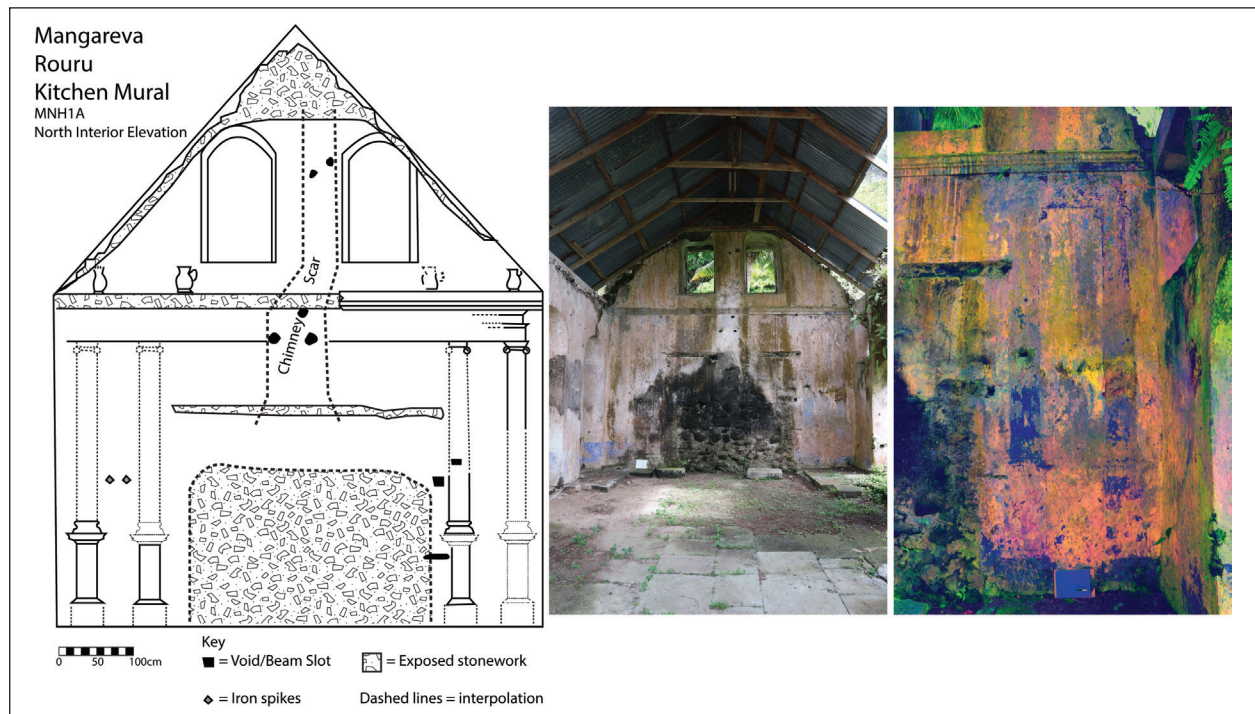 Mangareva
Rouru
Kitchen Mural
MNH1A
North Interior Elevation
Scar
Chimney
Key
= Void/Beam Slot
= Exposed stonework
0 50 100cm
= Iron spikes
Dashed lines = interpolation